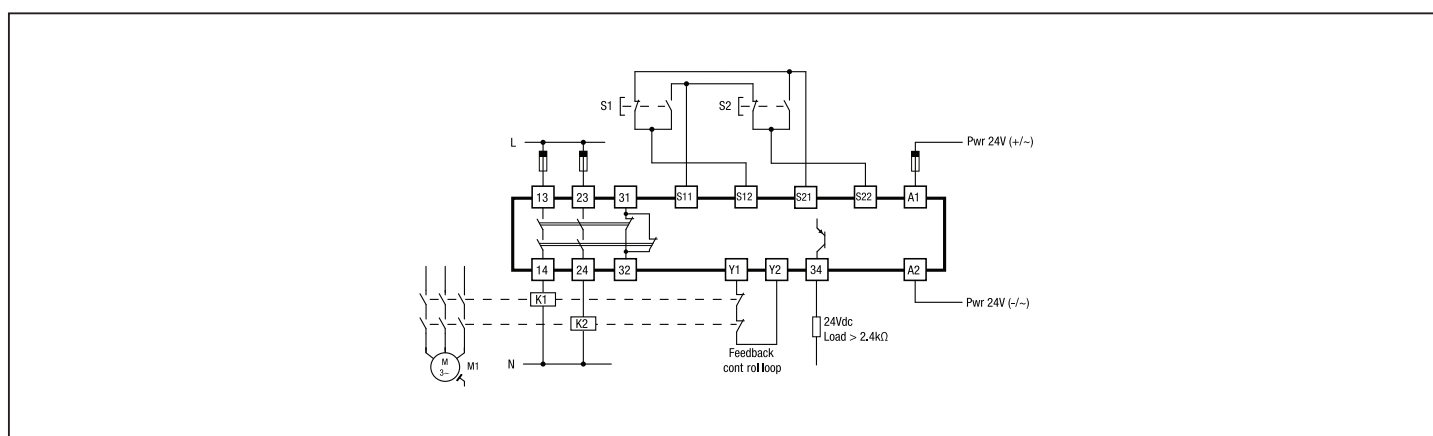 S1
S2
L
Pwr 24V (+/~)
13
23
31
S11
S12
S21
S22
A1
14
24
32
Y1
Y2
34
A2
K1
K2
Pwr 24V (–/~)
24Vdc
Load > 2.4kΩ
Feedback
cont rol loop
M
3~
M1
N